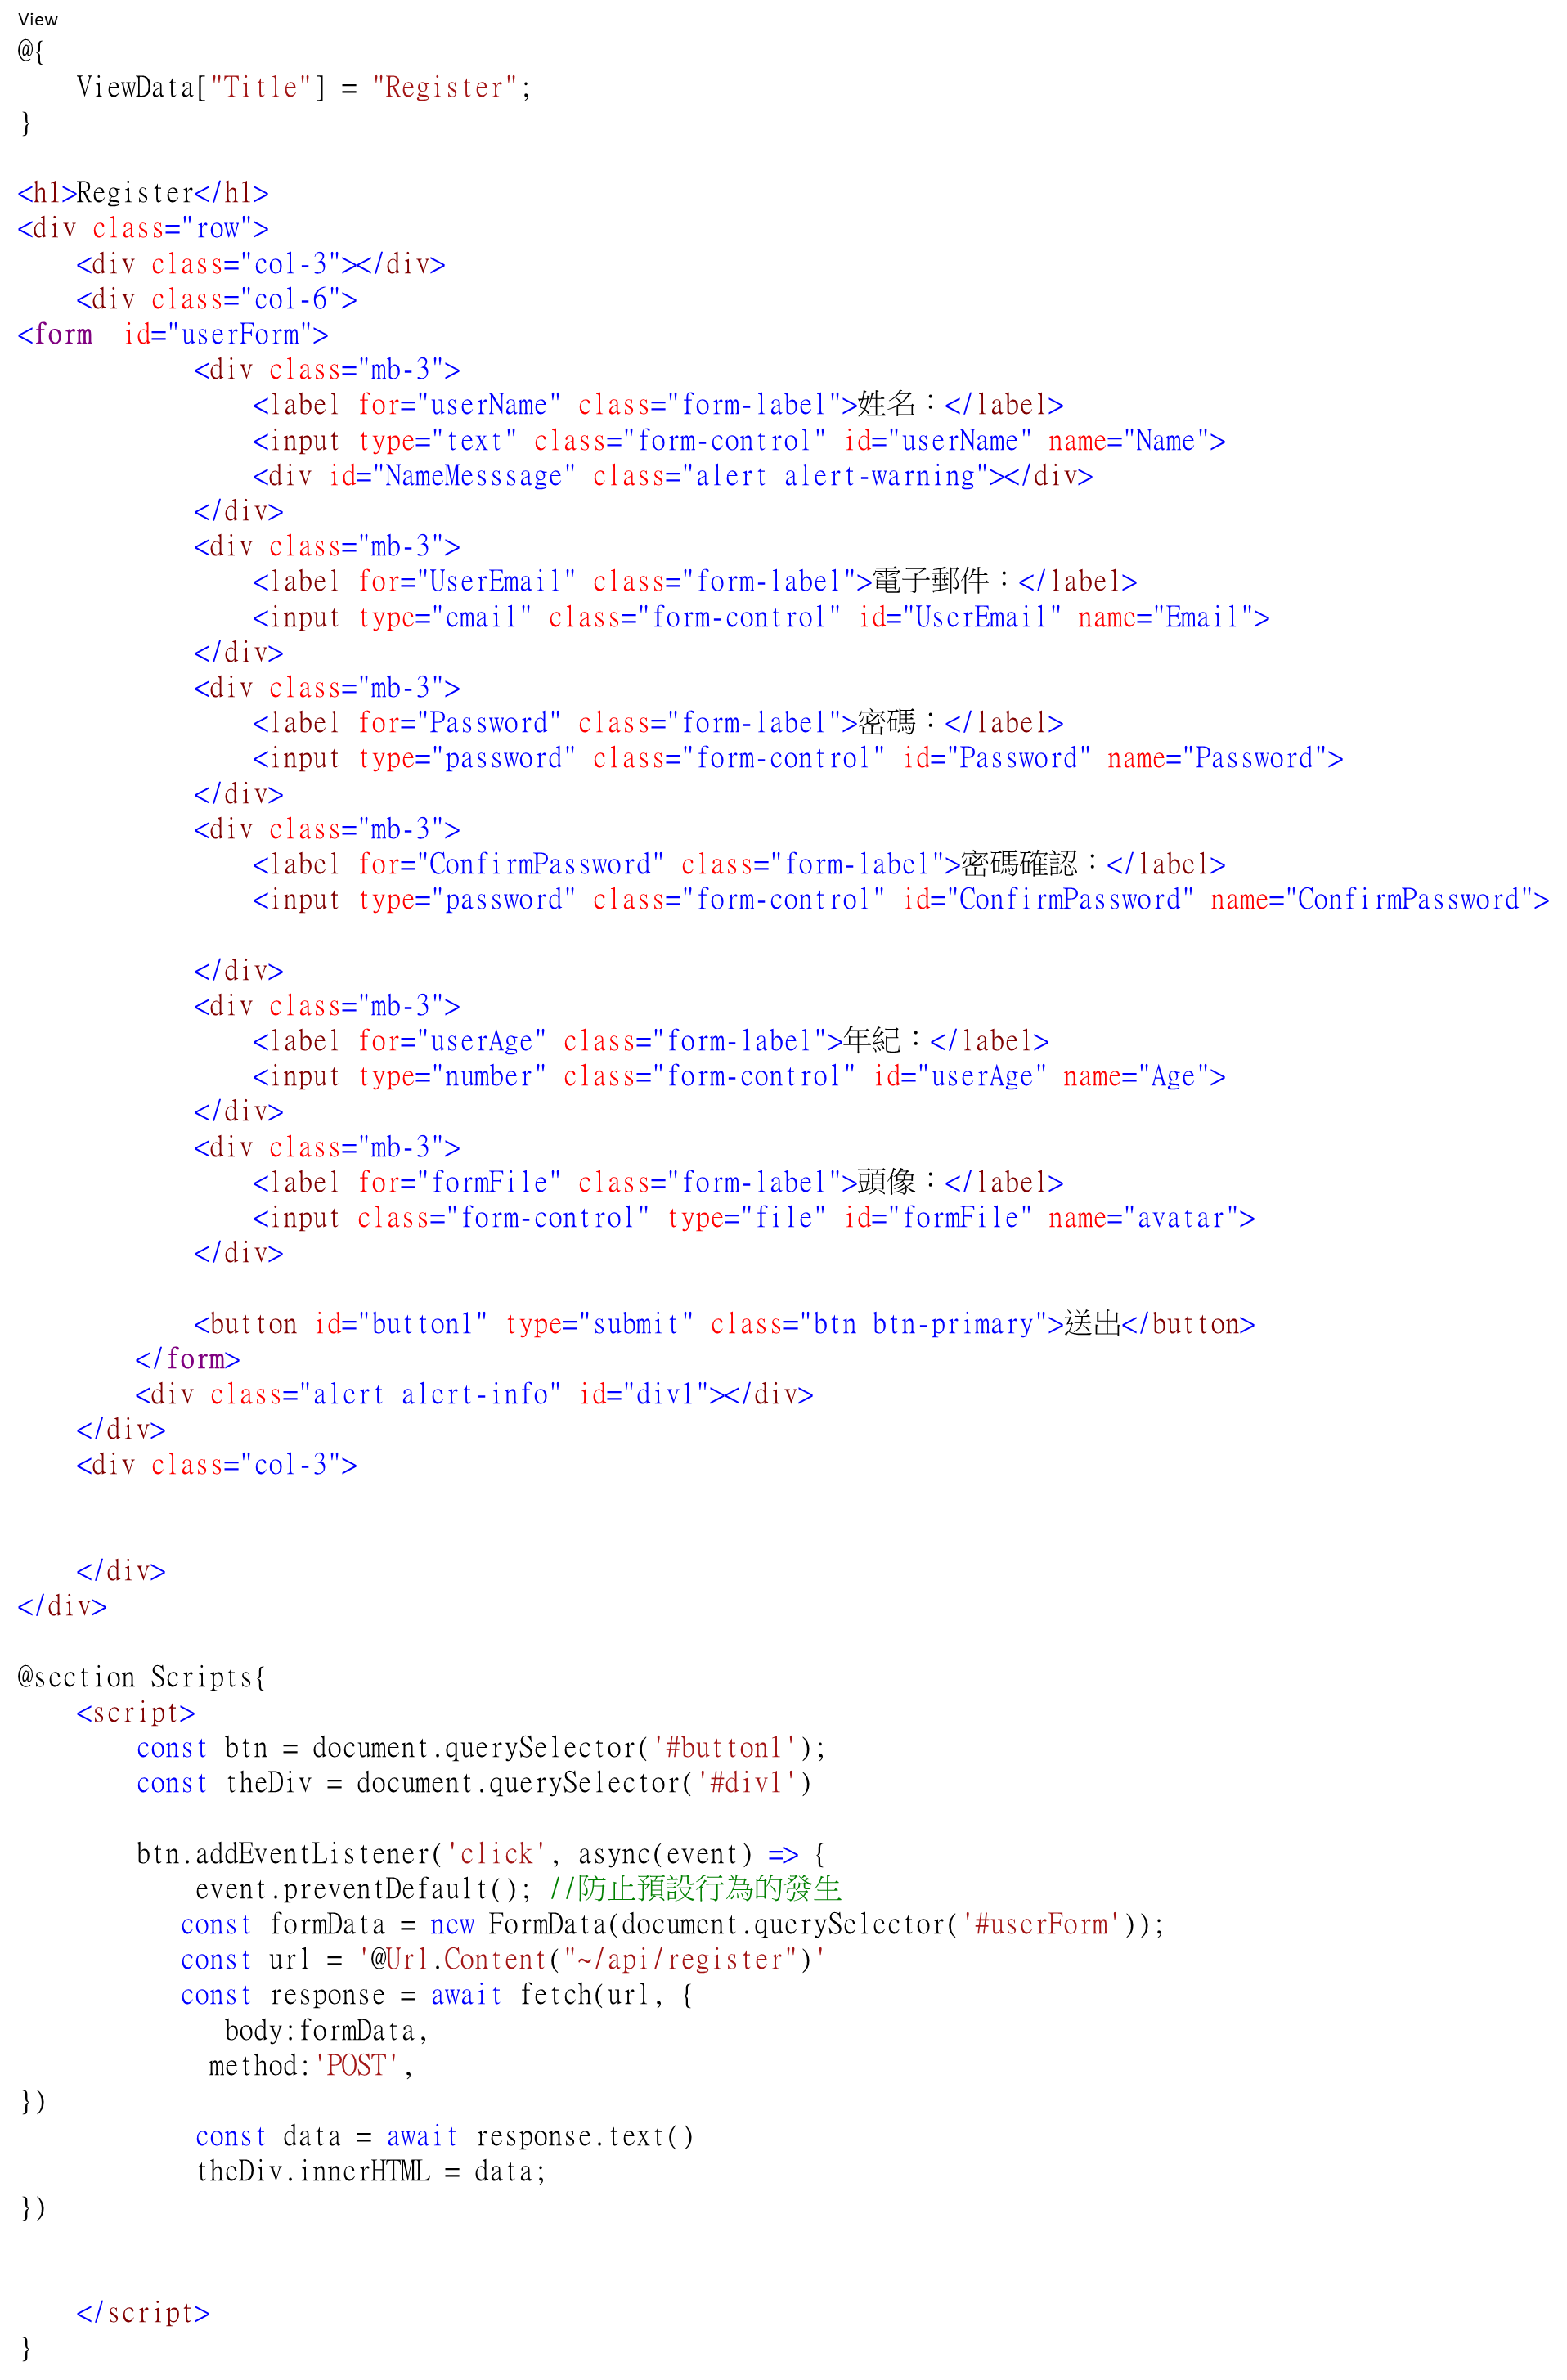 View
@{
    ViewData["Title"] = "Register";
}

<h1>Register</h1>
<div class="row">
    <div class="col-3"></div>
    <div class="col-6">
<form  id="userForm">
            <div class="mb-3">
                <label for="userName" class="form-label">姓名：</label>
                <input type="text" class="form-control" id="userName" name="Name">
                <div id="NameMesssage" class="alert alert-warning"></div>
            </div>
            <div class="mb-3">
                <label for="UserEmail" class="form-label">電子郵件：</label>
                <input type="email" class="form-control" id="UserEmail" name="Email">
            </div>
            <div class="mb-3">
                <label for="Password" class="form-label">密碼：</label>
                <input type="password" class="form-control" id="Password" name="Password">
            </div>
            <div class="mb-3">
                <label for="ConfirmPassword" class="form-label">密碼確認：</label>
                <input type="password" class="form-control" id="ConfirmPassword" name="ConfirmPassword">

            </div>
            <div class="mb-3">
                <label for="userAge" class="form-label">年紀：</label>
                <input type="number" class="form-control" id="userAge" name="Age">
            </div>
            <div class="mb-3">
                <label for="formFile" class="form-label">頭像：</label>
                <input class="form-control" type="file" id="formFile" name="avatar">
            </div>

            <button id="button1" type="submit" class="btn btn-primary">送出</button>
        </form>
        <div class="alert alert-info" id="div1"></div>
    </div>
    <div class="col-3">


    </div>
</div>

@section Scripts{
    <script>
        const btn = document.querySelector('#button1');
        const theDiv = document.querySelector('#div1')

        btn.addEventListener('click', async(event) => {
            event.preventDefault(); //防止預設行為的發生
           const formData = new FormData(document.querySelector('#userForm'));
           const url = '@Url.Content("~/api/register")'
           const response = await fetch(url, {
              body:formData,
             method:'POST',
})
            const data = await response.text()
            theDiv.innerHTML = data;
})


    </script>
}